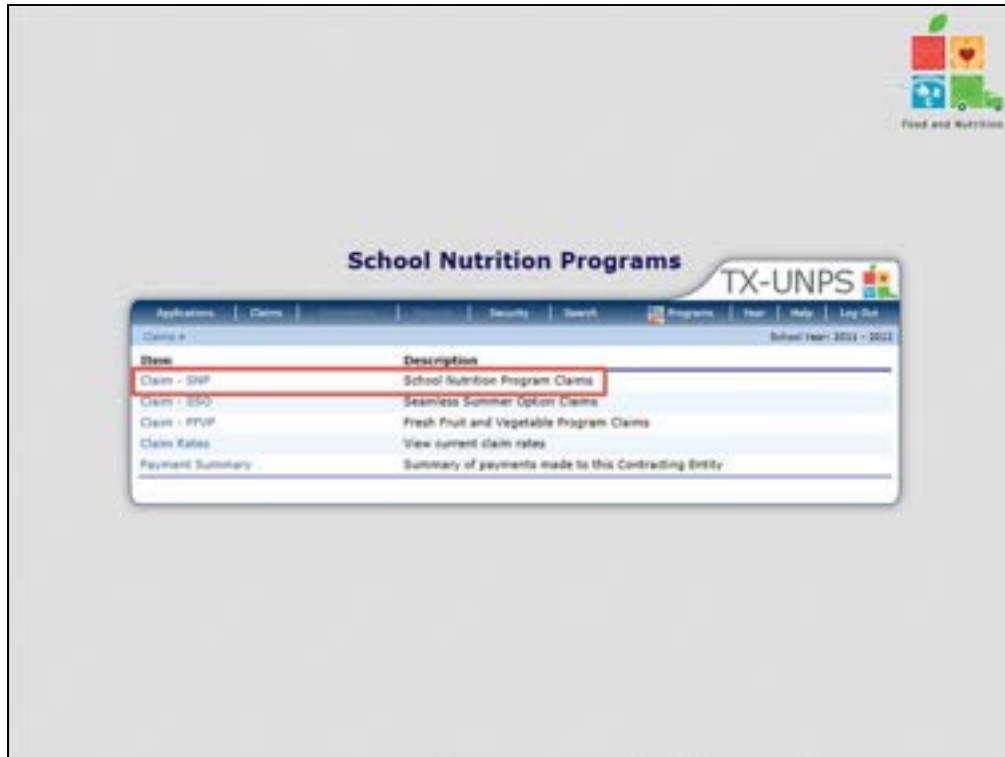 Food and Nutrition
School Nutrition Programs
TX-UNPS
Applications | Claims | Security | Search Programs | Year | Help | Log Out
Claims > School Year: 2011 - 2012
Item Description
Claim - SNP School Nutrition Program Claims
Claim - SSO Seamless Summer Option Claims
Claim - FFVP Fresh Fruit and Vegetable Program Claims
Claim Rates View current claim rates
Payment Summary Summary of payments made to this Contracting Entity